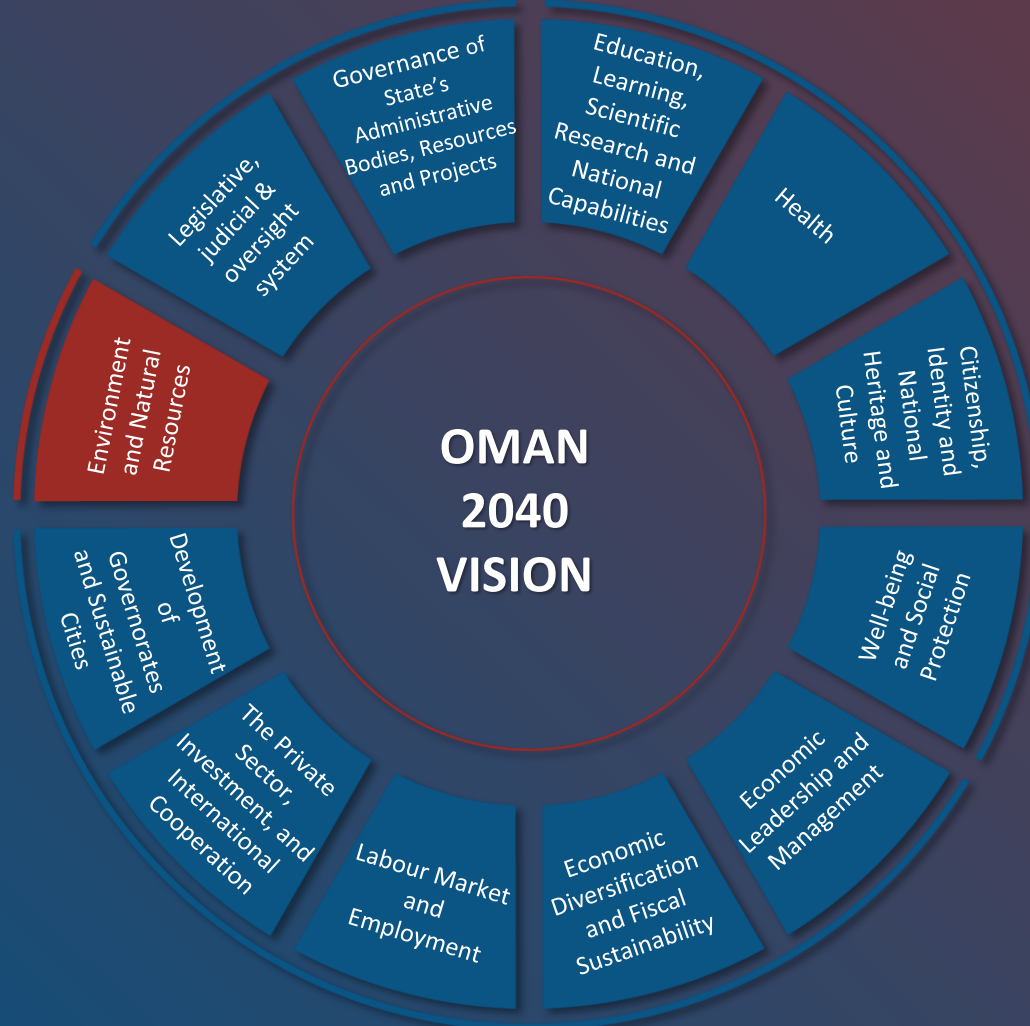 OMAN
2040
VISION
Education,
Learning,
Scientific
Research and
National
Capabilities
Health
Citizenship,
Identity and
National
Heritage and
Culture
Well-being
and Social
Protection
Economic
Leadership and
Management
Economic
Diversification
and Fiscal
Sustainability
Labour Market
and
Employment
The Private
Sector,
Investment, and
International
Cooperation
Development
of
Governorates
and Sustainable
Cities
Environment
and Natural
Resources
Legislative,
judicial &
oversight
system
Governance of
State’s
Administrative
Bodies, Resources
and Projects